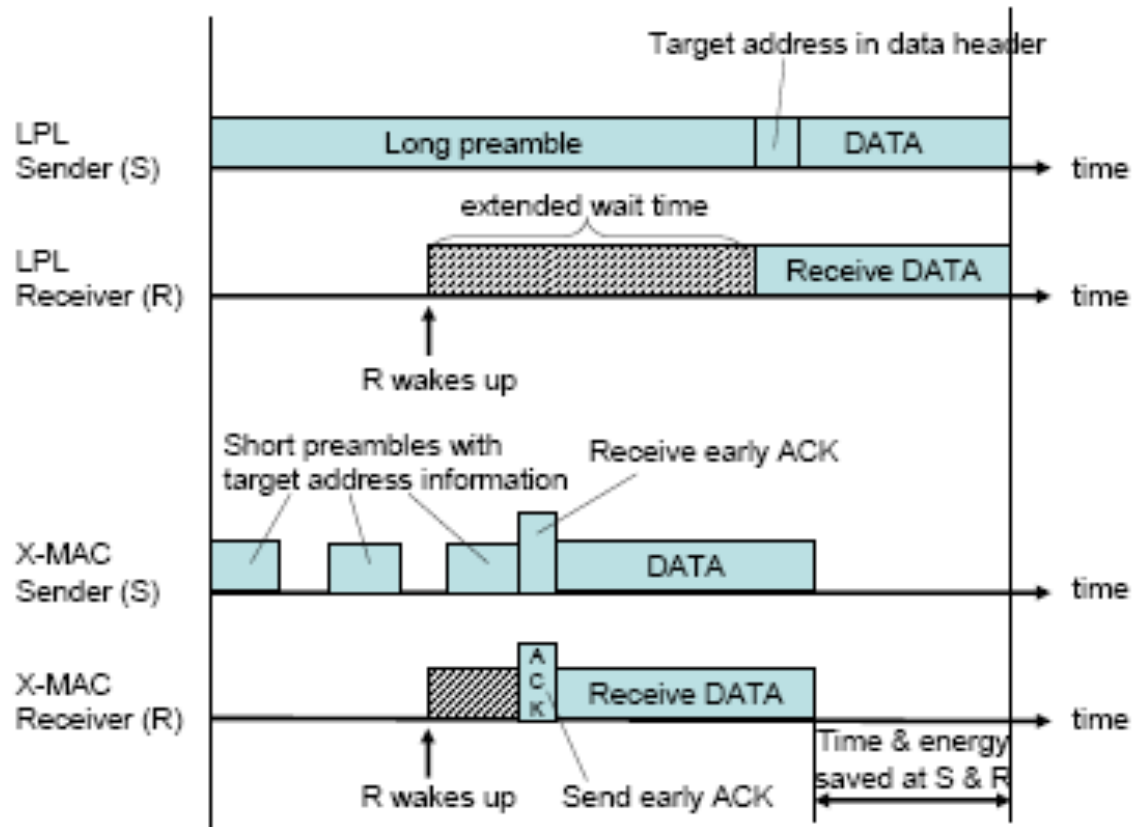 Target address in data header
LPL
Sender (S)
Long preamble
DATA
time
extended wait time
LPL
Receiver (R)
Receive DATA
time
R wakes up
Short preambles with
target address information
Receive early ACK
X-MAC
Sender (S)
DATA
time
X-MAC
Receiver (R)
A
C
K
Receive DATA
time
Time & energy
saved at S & R
R wakes up
Send early ACK